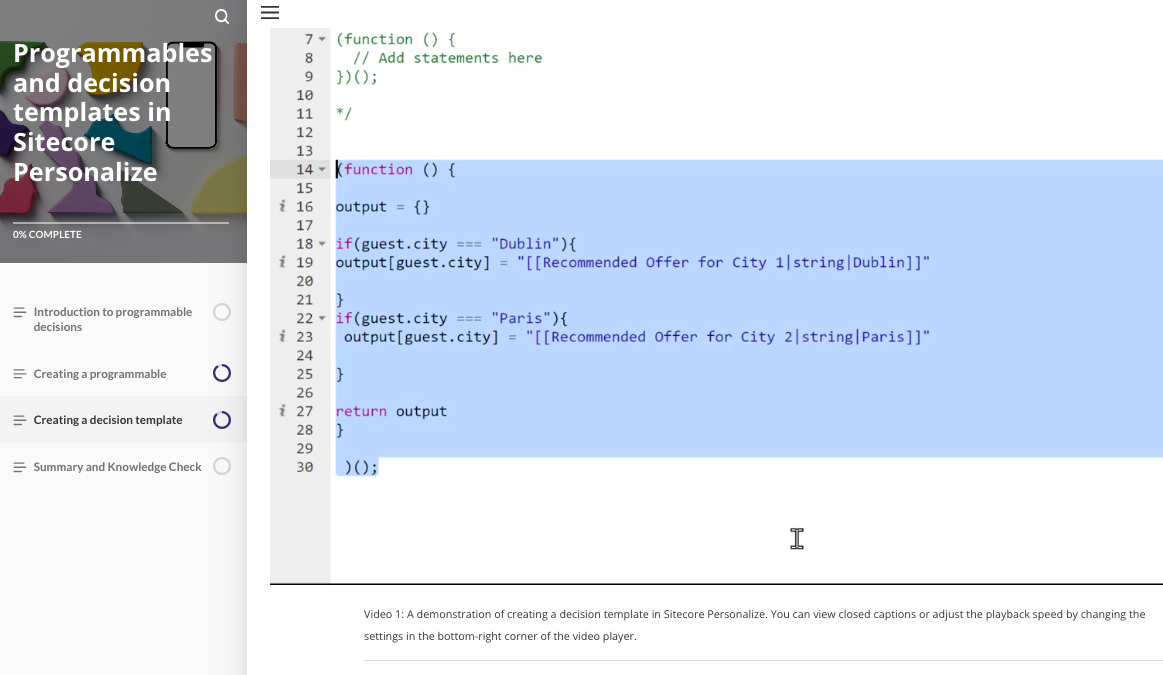 Programmables
and decision
templates in
Sitecore
Personalize
0% COMPLETE
Introduction to programmable
decisions
Creating a programmable
Creating a decision template
Summary and Knowledge Check
7 (function () {
8 // Add statements here
9 })();
10
11 */
12
13
14 (function () {
15
i 16 output = {}
17
18 if(guest.city === "Dublin"){
i 19 output[guest.city] = "[[Recommended Offer for City 1|string|Dublin]]"
20
21 }
22 if(guest.city === "Paris"){
i 23 output[guest.city] = "[[Recommended Offer for City 2|string|Paris]]"
24
25 }
26
i 27 return output
28 }
29
30 )();
Video 1: A demonstration of creating a decision template in Sitecore Personalize. You can view closed captions or adjust the playback speed by changing the
settings in the bottom-right corner of the video player.